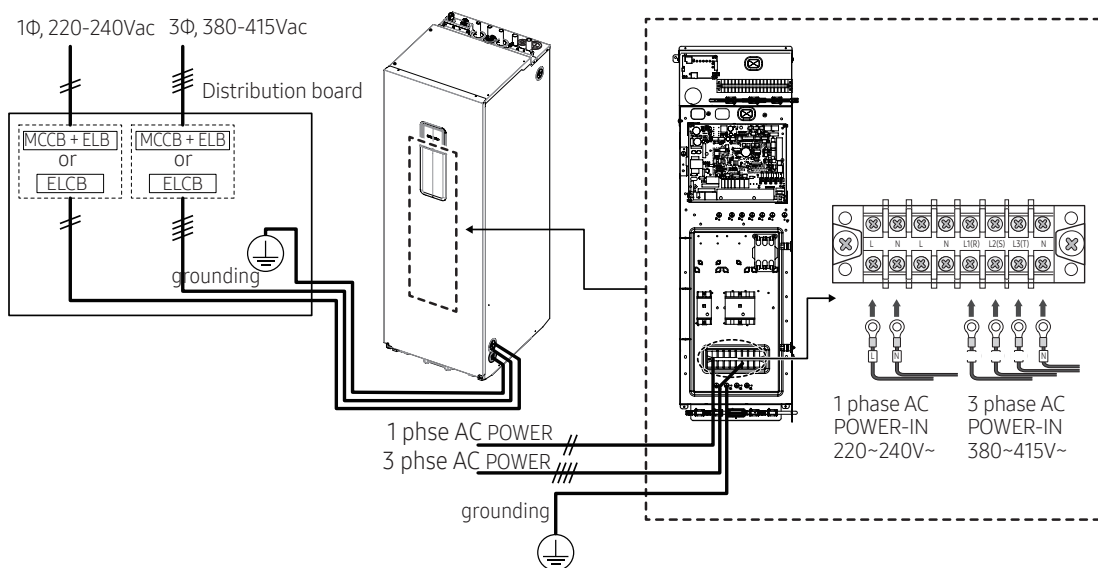 1Φ, 220-240Vac
3Φ, 380-415Vac
Distribution board
MCCB + ELB
or
ELCB
MCCB + ELB
or
ELCB
grounding
L N L N L1(R) L2(S) L3(T) N
L N
N
1 phase AC
POWER-IN
220~240V~
3 phase AC
POWER-IN
380~415V~
1 phse AC POWER
3 phse AC POWER
grounding